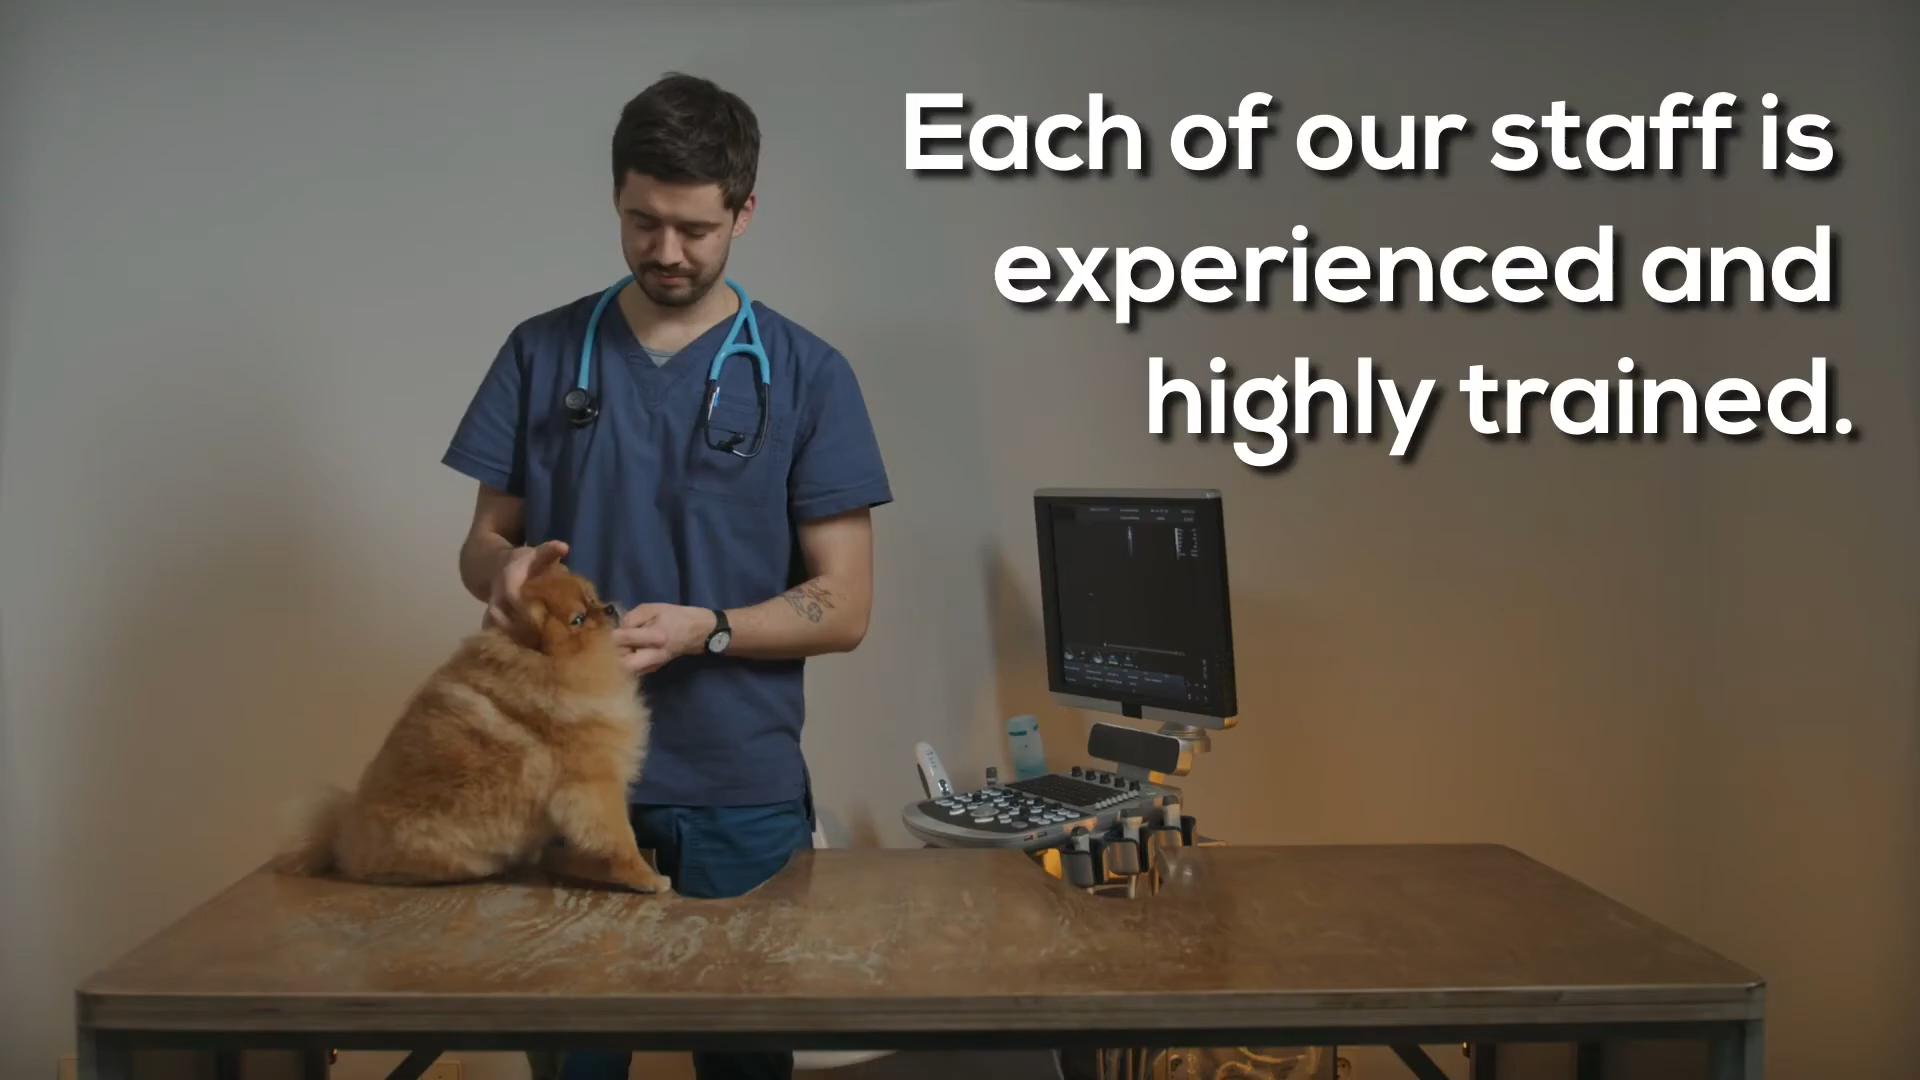 Each of our staff is
experienced and
highly trained.